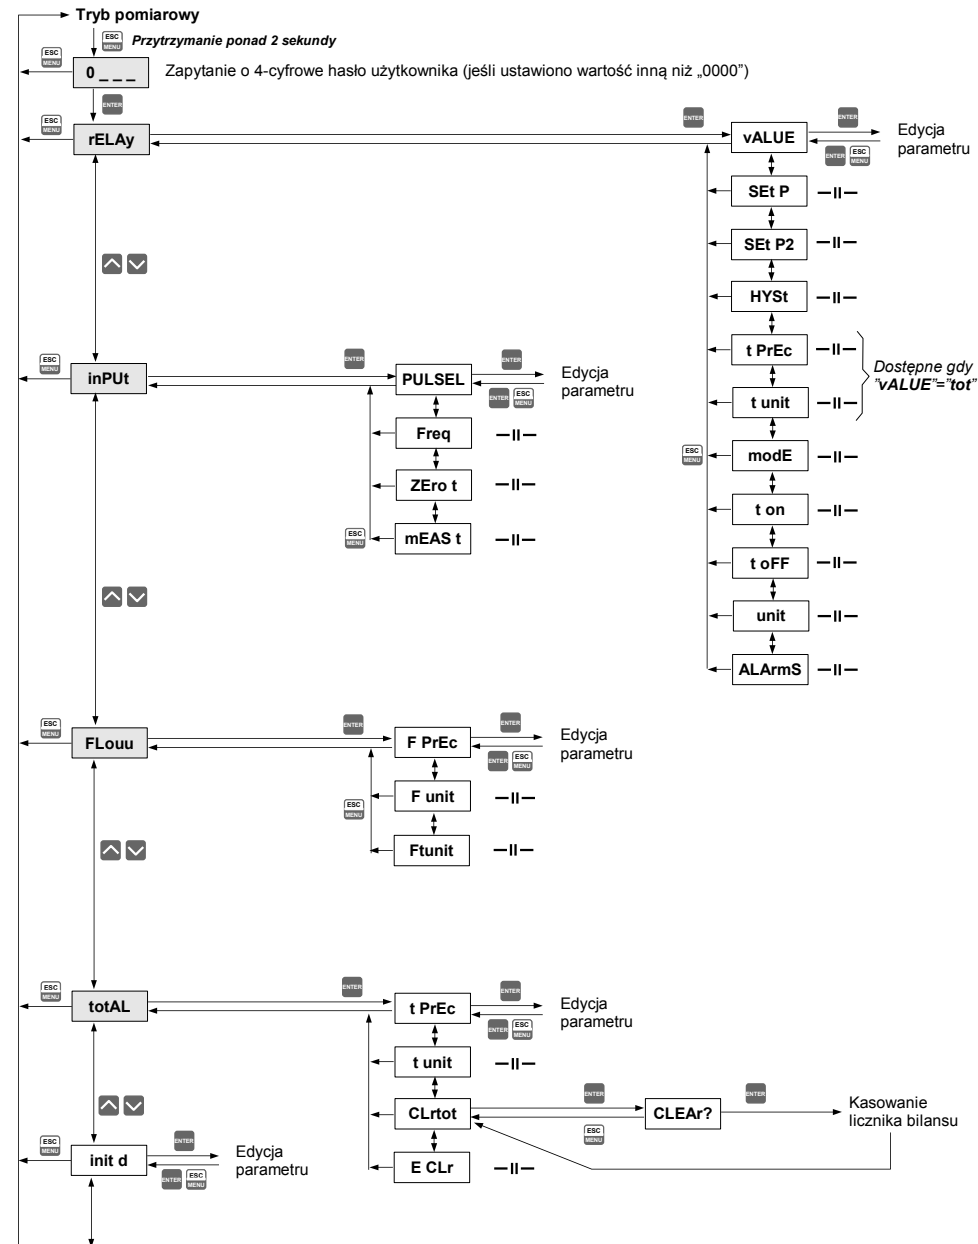 Tryb pomiarowy
ESC
MENU
Przytrzymanie ponad 2 sekundy
ESC
MENU
0 _ _ _
Zapytanie o 4-cyfrowe hasło użytkownika (jeśli ustawiono wartość inną niż „0000”)
ENTER
ESC
MENU
rELAy
ENTER
vALUE
ENTER
ENTER
ESC
MENU
Edycja
parametru
SEt P
—II—
SEt P2
—II—
HYSt
—II—
t PrEc
—II—
t unit
—II—
Dostępne gdy
"vALUE"="tot"
modE
—II—
ESC
MENU
t on
—II—
t oFF
—II—
unit
—II—
ALArmS
—II—
ESC
MENU
inPUt
ENTER
PULSEL
ENTER
ENTER
ESC
MENU
Edycja
parametru
Freq
—II—
ZEro t
—II—
ESC
MENU
mEAS t
—II—
ESC
MENU
FLouu
ENTER
F PrEc
ENTER
ENTER
ESC
MENU
Edycja
parametru
F unit
—II—
ESC
MENU
Ftunit
—II—
ESC
MENU
totAL
ENTER
t PrEc
ENTER
ENTER
ESC
MENU
Edycja
parametru
t unit
—II—
CLrtot
ENTER
ESC
MENU
CLEAr?
ENTER
Kasowanie
licznika bilansu
E CLr
—II—
ESC
MENU
init d
ENTER
ENTER
ESC
MENU
Edycja
parametru